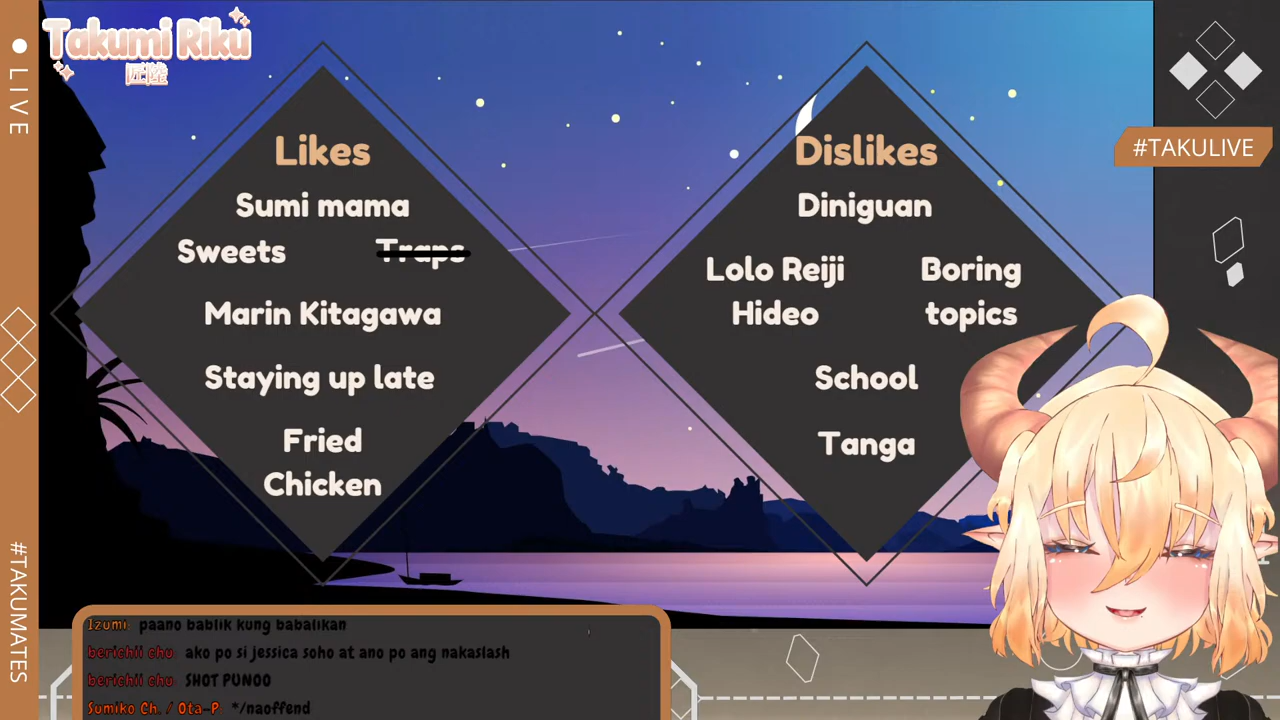 Takumi Riku
匠陸
LIVE
#TAKULIVE
Likes
Sumi mama
Sweets
Traps
Marin Kitagawa
Staying up late
Fried
Chicken
Dislikes
Diniguan
Lolo Reiji
Hideo
Boring
topics
School
Tanga
#TAKUMATES
Izumi: paano bablik kung babalikan
berichii chu: ako po si jessica soho at ano po ang nakaslash
berichii chu: SHOT PUNOO
Sumiko Ch. / Ota-P: */naoffend